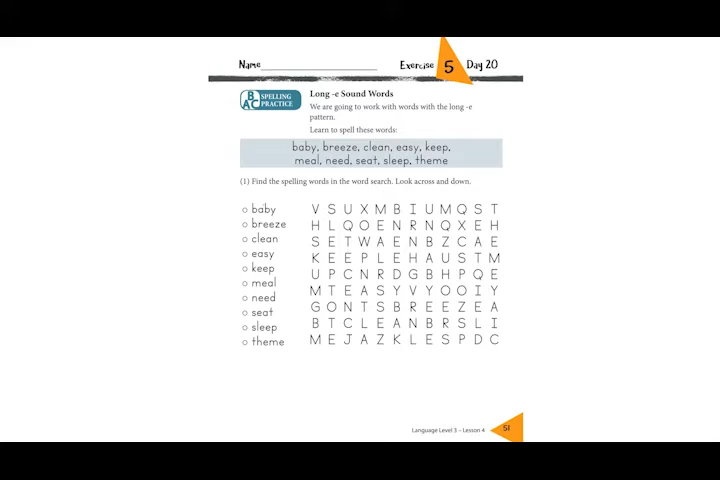 Name
Exercise 5 Day 20
B
AC
SPELLING
PRACTICE
Long -e Sound Words
We are going to work with words with the long -e
pattern.
Learn to spell these words:
baby, breeze, clean, easy, keep,
meal, need, seat, sleep, theme
(1) Find the spelling words in the word search. Look across and down.
baby
breeze
clean
easy
keep
meal
need
seat
sleep
theme
V S U X M B I U M Q S T
H L Q O E N R N Q X E H
S E T W A E N B Z C A E
K E E P L E H A U S T M
U P C N R D G B H P Q E
M T E A S Y V Y O O I Y
G O N T S B R E E Z E A
B T C L E A N B R S L I
M E J A Z K L E S P D C
Language Level 3 – Lesson 4
51